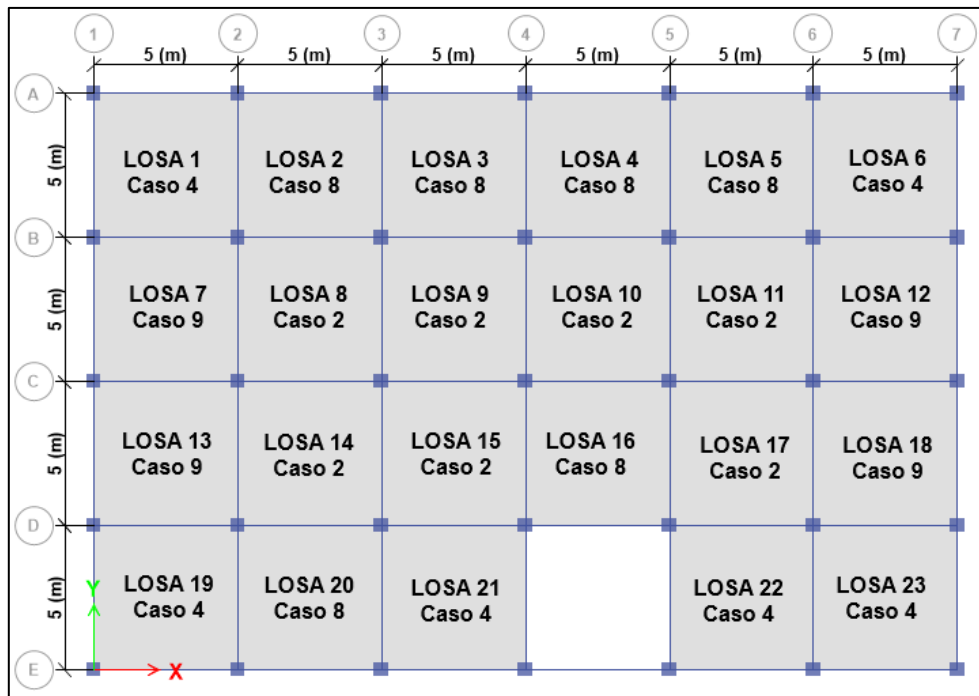 1 2 3 4 5 6 7
5 (m) 5 (m) 5 (m) 5 (m) 5 (m) 5 (m)
A
5 (m)
LOSA 1 LOSA 2 LOSA 3 LOSA 4 LOSA 5 LOSA 6
Caso 4 Caso 8 Caso 8 Caso 8 Caso 8 Caso 4
B
5 (m)
LOSA 7 LOSA 8 LOSA 9 LOSA 10 LOSA 11 LOSA 12
Caso 9 Caso 2 Caso 2 Caso 2 Caso 2 Caso 9
C
5 (m)
LOSA 13 LOSA 14 LOSA 15 LOSA 16 LOSA 17 LOSA 18
Caso 9 Caso 2 Caso 2 Caso 8 Caso 2 Caso 9
D
5 (m)
LOSA 19 LOSA 20 LOSA 21 LOSA 22 LOSA 23
Caso 4 Caso 8 Caso 4 Caso 4 Caso 4
Y
E
X